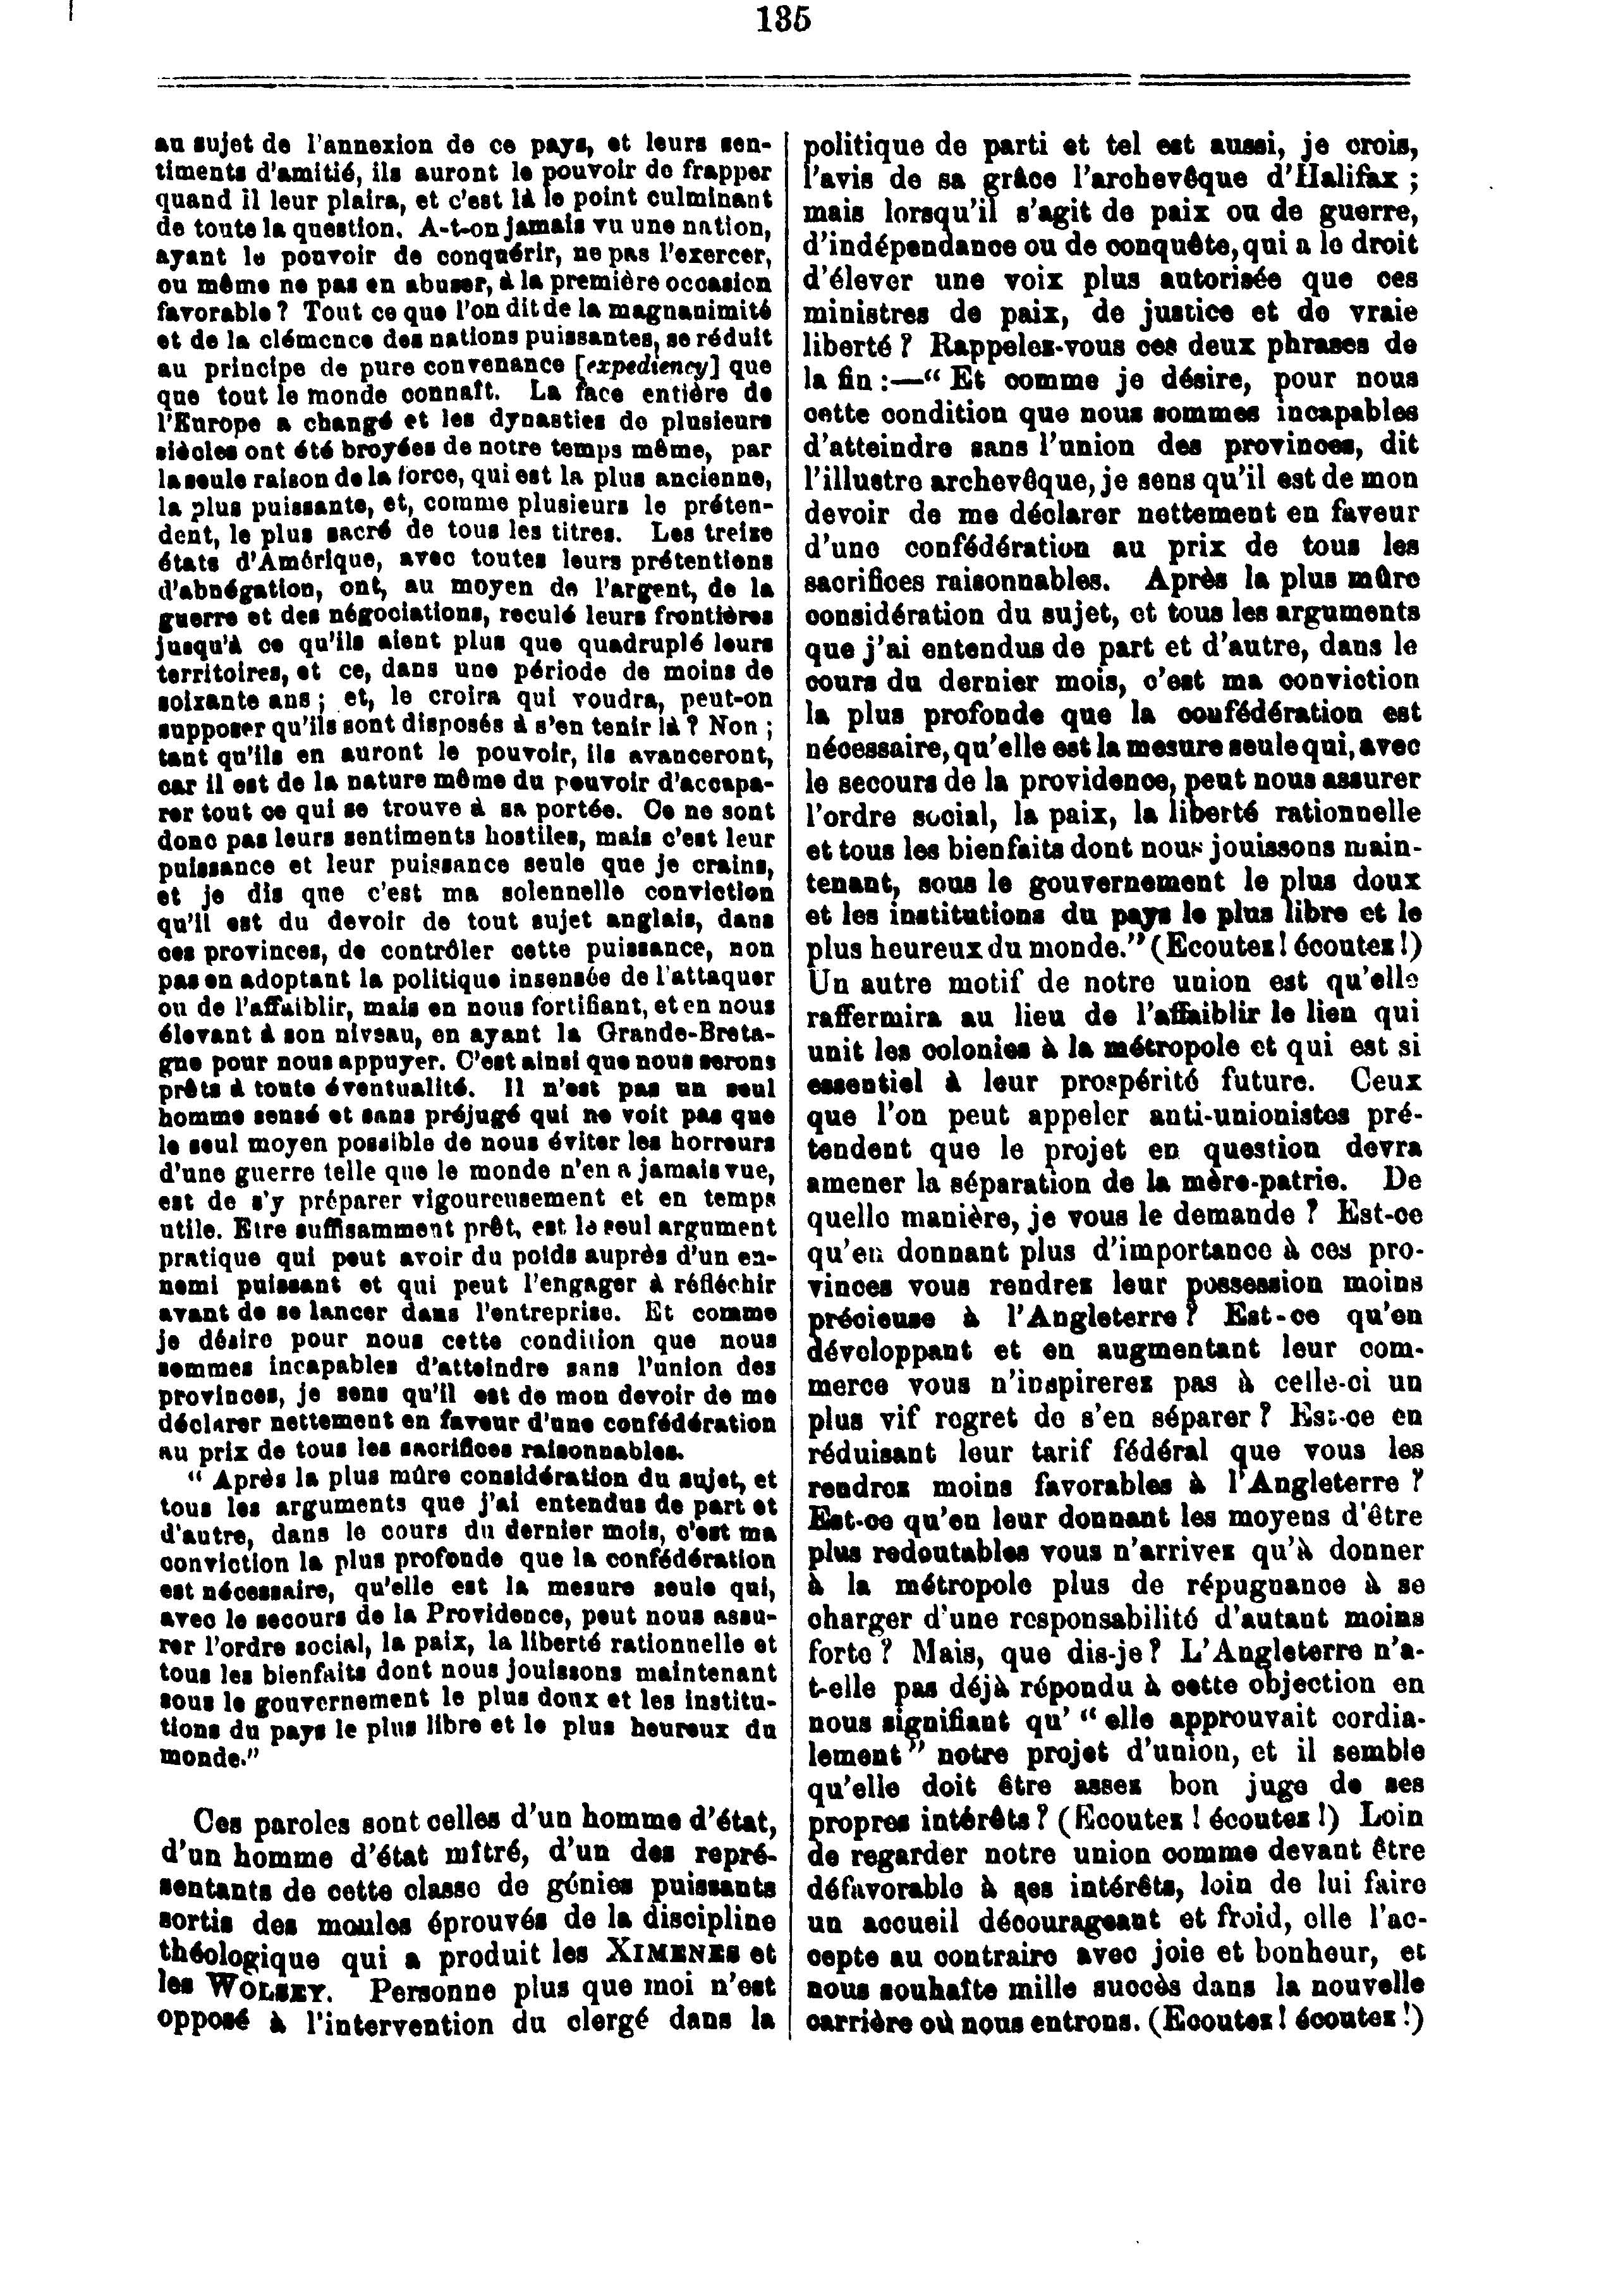 135
au sujet de l'annexion de ce pays, et leurs sen-
timents d'amitié, ils auront le pouvoir de frapper
quand il leur plaira, et c'est là le point culminant
de toute la question. A-t-on jamais vu une nation,
ayant le pouvoir de conquérir, ne pas l'exercer,
ou même ne pas en abuser, à la première occasion
favorable ? Tout ce que l'on dit de la magnanimité
et de la clémence des nations puissantes, se réduit
au principe de pure convenance [expediency] que
que tout le monde connaît. La face entière de
l'Europe a changé et les dynasties de plusieurs
siècles ont été broyées de notre temps même, par
la seule raison de la force, qui est la plus ancienne,
la plus puissante, et, comme plusieurs le préten-
dent, le plus sacré de tous les titres. Les treize
états d'Amérique, avec toutes leurs prétentions
d'abnégation, ont, au moyen de l'argent, de la
guerre et des négociations, reculé leurs frontières
jusqu'à ce qu'ils aient plus que quadruplé leurs
territoires, et ce, dans une période de moins de
soixante ans ; et, le croira qui voudra, peut-on
supposer qu'ils sont disposés à s'en tenir là ? Non ;
tant qu'ils en auront le pouvoir, ils avanceront,
car il est de la nature même du pouvoir d'accapa-
rer tout ce qui se trouve à sa portée. Ce ne sont
donc pas leurs sentiments hostiles, mais c'est leur
puissance et leur puissance seule que je crains,
et je dis que c'est ma solennelle conviction
qu'il est du devoir de tout sujet anglais, dans
ces provinces, de contrôler cette puissance, non
pas en adoptant la politique insensée de l'attaquer
ou de l'affaiblir, mais en nous fortifiant, et en nous
élevant à son niveau, en ayant la Grande-Breta-
gne pour nous appuyer. C'est ainsi que nous serons
prêts à toute éventualité. Il n'est pas un seul
homme sensé et sans préjugé qui ne voit pas que
le seul moyen possible de nous éviter les horreurs
d'une guerre telle que le monde n'en a jamais vue,
est de s'y préparer vigoureusement et en temps
utile. Etre suffisamment prêt, est le seul argument
pratique qui peut avoir du poids auprès d'un en-
nemi puissant et qui peut l'engager à réfléchir
avant de se lancer dans l'entreprise. Et comme
je désire pour nous cette condition que nous
sommes incapables d'atteindre sans l'union des
provinces, je sens qu'il est de mon devoir de me
déclarer nettement en faveur d'une confédération
au prix de tous les sacrifices raisonnables.
" Après la plus mûre considération du sujet, et
tous les arguments que j'ai entendus de part et
d'autre, dans le cours du dernier mois, c'est ma
conviction la plus profonde que la confédération
est nécessaire, qu'elle est la mesure seule qui,
avec le secours de la Providence, peut nous assu-
rer l'ordre social, la paix, la liberté rationnelle et
tous les bienfaits dont nous jouissons maintenant
sous le gouvernement le plus doux et les institu-
tions du pays le plus libre et le plus heureux du
monde."
Ces paroles sont celles d'un homme d'état,
d'un homme d'état mîtré, d'un des repré-
sentants de cette classe de génies puissants
sortis des moules éprouvés de la discipline
théologique qui a produit les XIMENES et
les WOLSEY. Personne plus que moi n'est
opposé à l'intervention du clergé dans la
politique de parti et tel est aussi, je crois,
l'avis de sa grâce l'archevêque d'Halifax ;
mais lorsqu'il s'agit de paix ou de guerre,
d'indépendance ou de conquête, qui a le droit
d'élever une voix plus autorisée que ces
ministres de paix, de justice et de vraie
liberté ? Rappelez-vous ces deux phrases de
la fin :—" Et comme je désire, pour nous
cette condition que nous sommes incapables
d'atteindre sans l'union des provinces, dit
l'illustre archevêque, je sens qu'il est de mon
devoir de me déclarer nettement en faveur
d'une confédération au prix de tous les
sacrifices raisonnables. Après la plus mûre
considération du sujet, et tous les arguments
que j'ai entendus de part et d'autre, dans le
cours du dernier mois, c'est ma conviction
la plus profonde que la confédération est
nécessaire, qu'elle est la mesure seule qui, avec
le secours de la providence, peut nous assurer
l'ordre social, la paix, la liberté rationnelle
et tous les bienfaits dont nous jouissons main-
tenant, sous le gouvernement le plus doux
et les institutions du pays le plus libre et le
plus heureux du monde." (Ecoutez ! écoutez !)
Un autre motif de notre union est qu'elle
raffermira au lieu de l'affaiblir le lien qui
unit les colonies à la métropole et qui est si
essentiel à leur prospérité future. Ceux
que l'on peut appeler anti-unionistes pré-
tendent que le projet en question devra
amener la séparation de la mère-patrie. De
quelle manière, je vous le demande ? Est-ce
qu'en donnant plus d'importance à ces pro-
vinces vous rendrez leur possession moins
précieuse à l'Angleterre ? Est-ce qu'en
développant et en augmentant leur com-
merce vous n'inspirerez pas à celle-ci un
plus vif regret de s'en séparer ? Est-ce en
réduisant leur tarif fédéral que vous les
rendrez moins favorables à l'Angleterre ?
Est-ce qu'en leur donnant les moyens d'être
plus redoutables vous n'arrivez qu'à donner
à la métropole plus de répugnance à se
charger d'une responsabilité d'autant moins
forte ? Mais, que dis-je ? L'Angleterre n'a-
t-elle pas déjà répondu à cette objection en
nous signifiant qu' " elle approuvait cordia-
lement " notre projet d'union, et il semble
qu'elle doit être assez bon juge de ses
propres intérêts ? (Ecoutez ! écoutez !) Loin
de regarder notre union comme devant être
défavorable à ses intérêts, loin de lui faire
un accueil décourageant et froid, elle l'ac-
cepte au contraire avec joie et bonheur, et
nous souhaîte mille succès dans la nouvelle
carrière où nous entrons. (Ecoutez ! écoutez !)